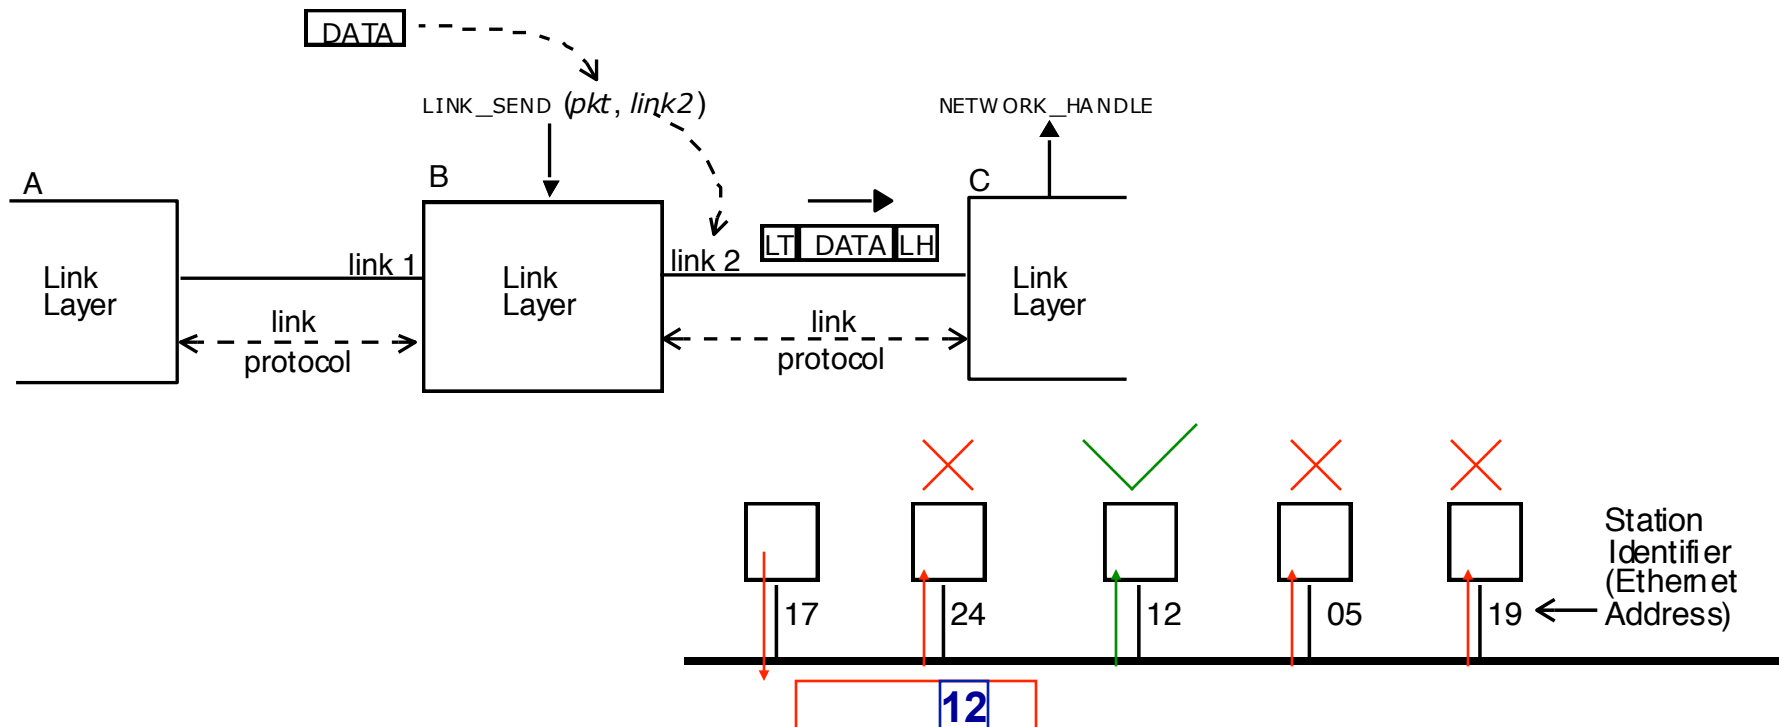 DATA
LINK_SEND (pkt, link2)
NETWORK_HANDLE
A
B
C
LT DATA LH
link 1
link 2
Link
Layer
Link
Layer
Link
Layer
link
protocol
link
protocol
17
24
12
05
19
Station
Identifier
(Ethernet
Address)
12